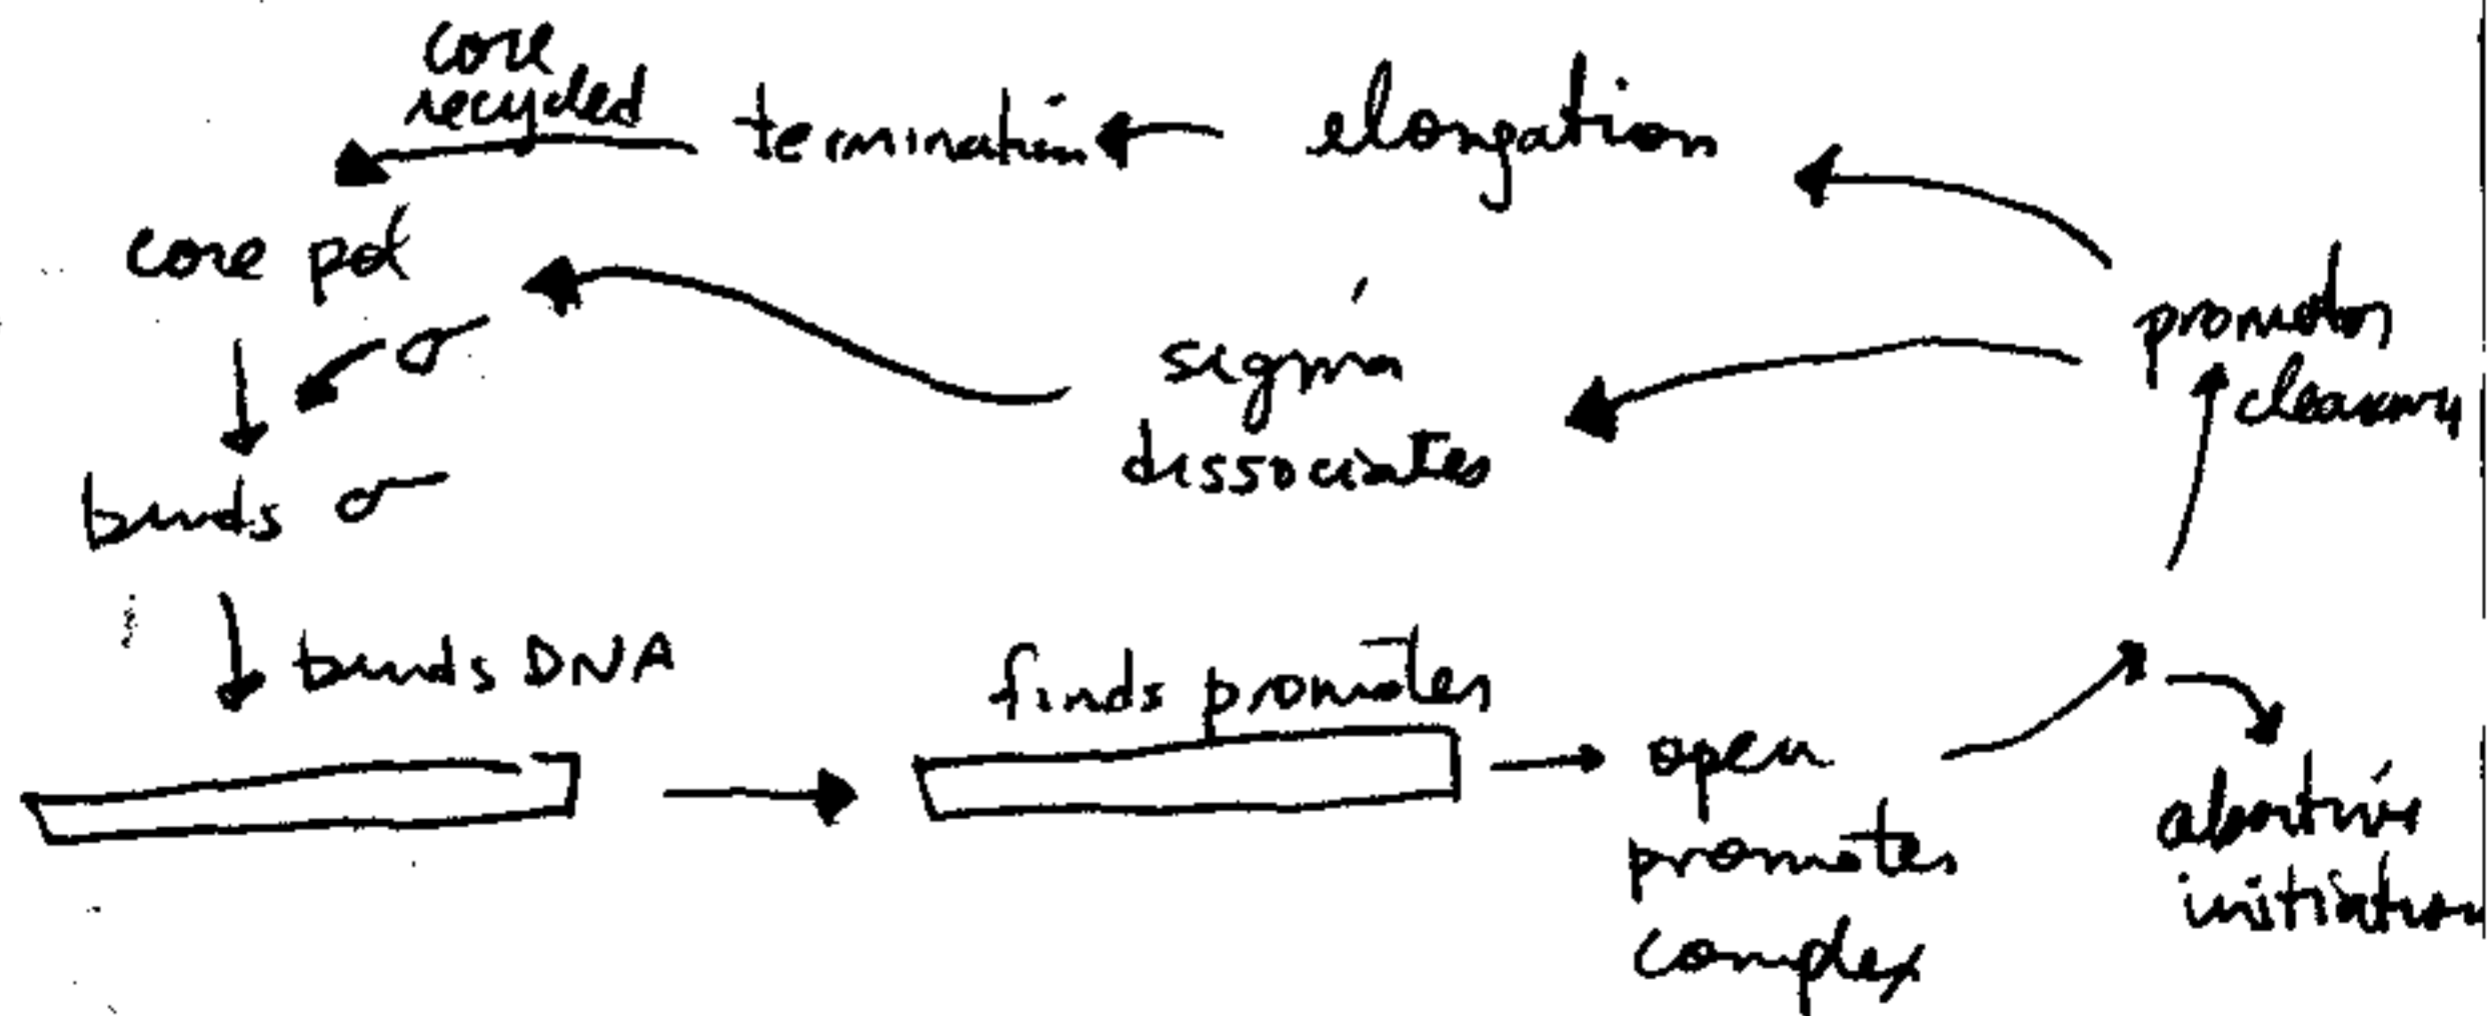 core
recycled
termination
elongation
core pol
σ
sigma
dissociates
promoter
clearing
binds σ
binds DNA
finds promoter
open
promoter
complex
abortive
initiation